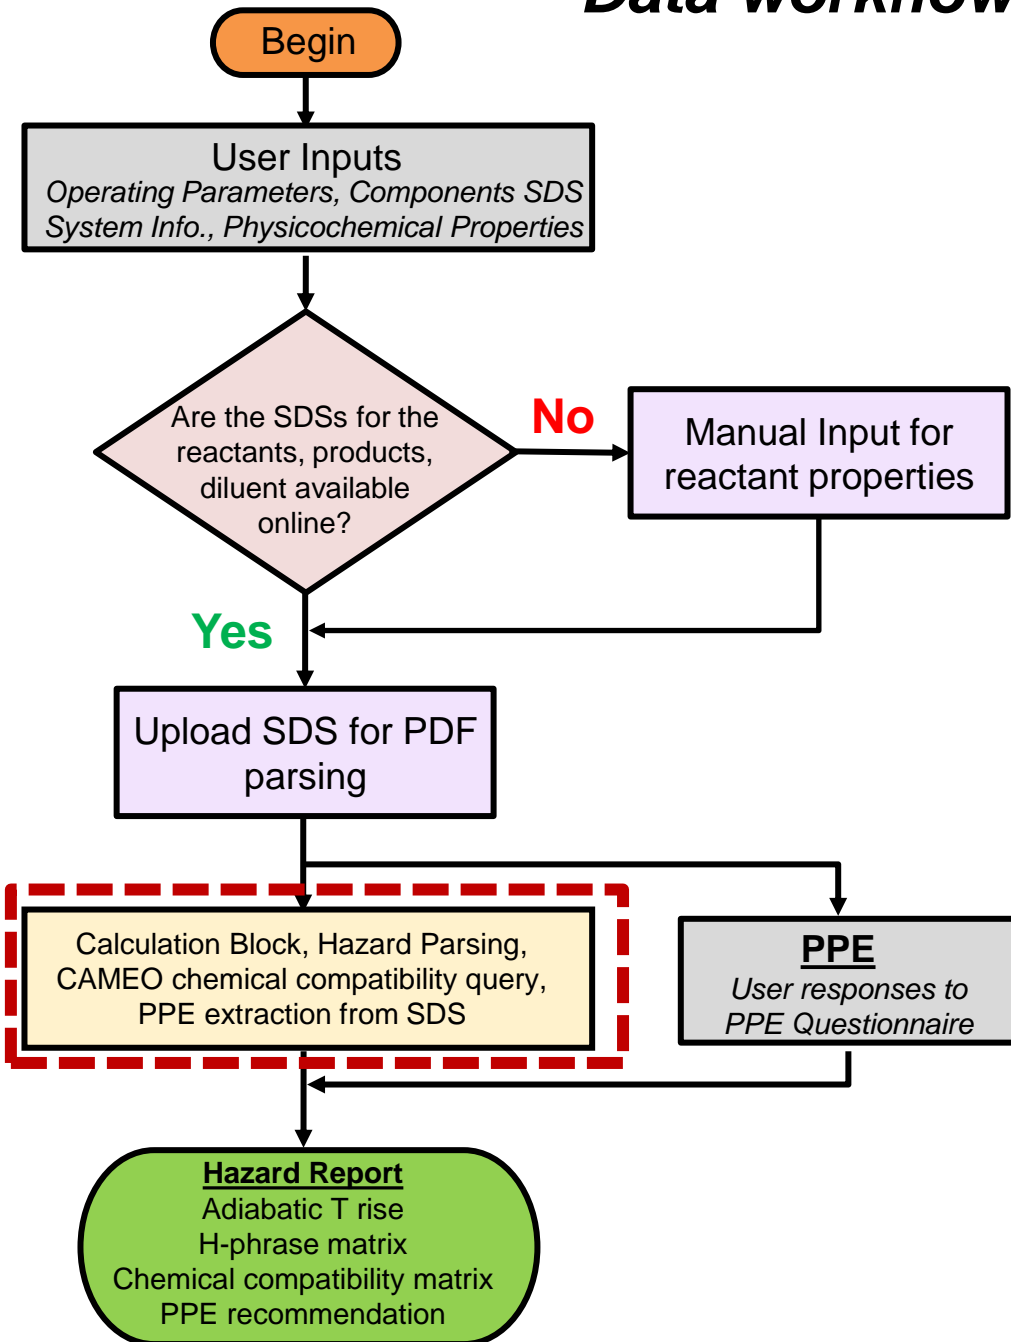 Data workflow
Begin
User Inputs
Operating Parameters, Components SDS
System Info., Physicochemical Properties
Are the SDSs for the
reactants, products,
diluent available
online?
No
Manual Input for
reactant properties
Yes
Upload SDS for PDF
parsing
Calculation Block, Hazard Parsing,
CAMEO chemical compatibility query,
PPE extraction from SDS
PPE
User responses to
PPE Questionnaire
Hazard Report
Adiabatic T rise
H-phrase matrix
Chemical compatibility matrix
PPE recommendation